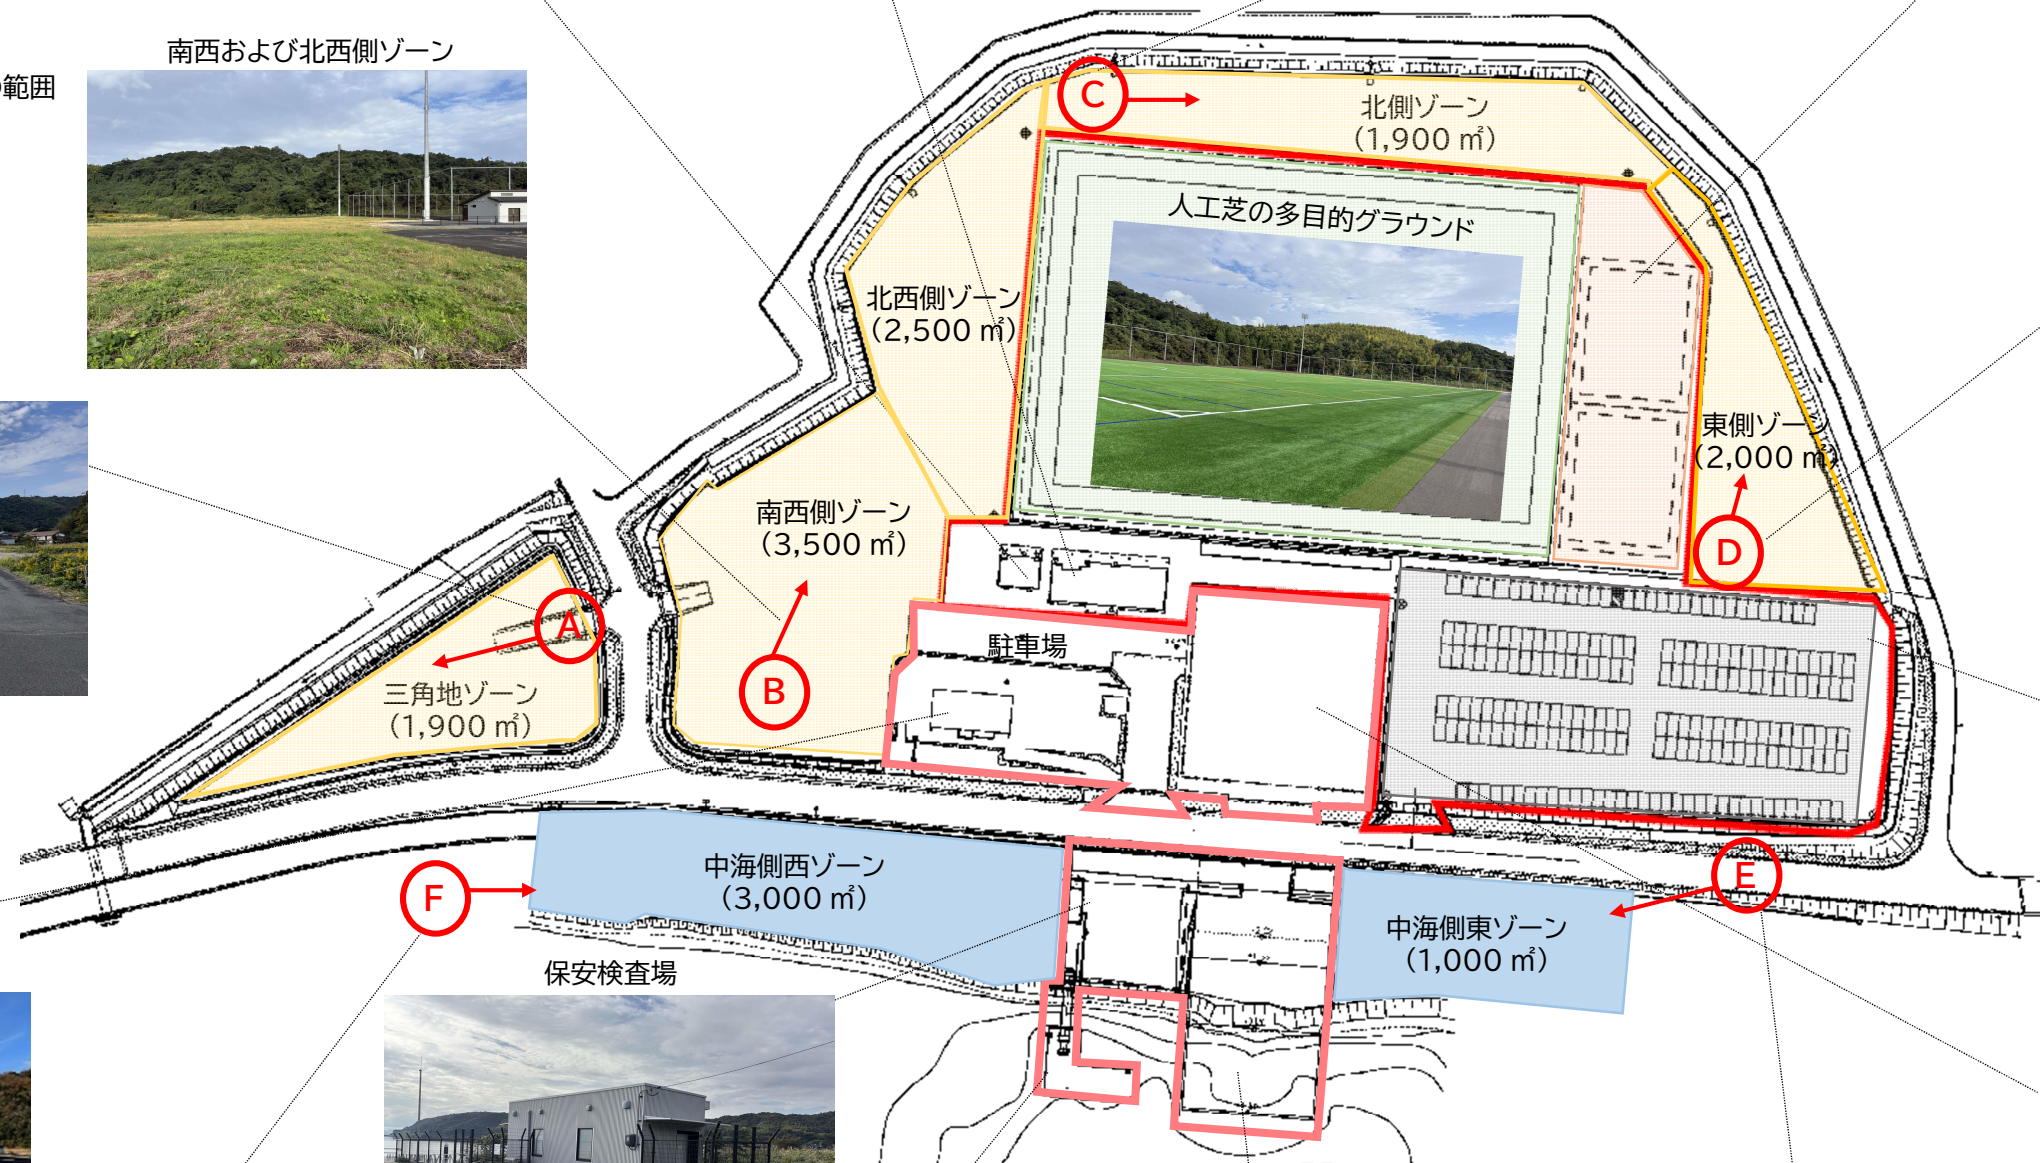 南西および北西側ゾーン
範囲
C
北側ゾーン
(1,900 ㎡)
人工芝の多目的グラウンド
北西側ゾーン
(2,500 ㎡)
東側ゾーン
(2,000 ㎡)
南西側ゾーン
(3,500 ㎡)
D
A
駐車場
B
三角地ゾーン
(1,900 ㎡)
中海側西ゾーン
(3,000 ㎡)
E
F
中海側東ゾーン
(1,000 ㎡)
保安検査場